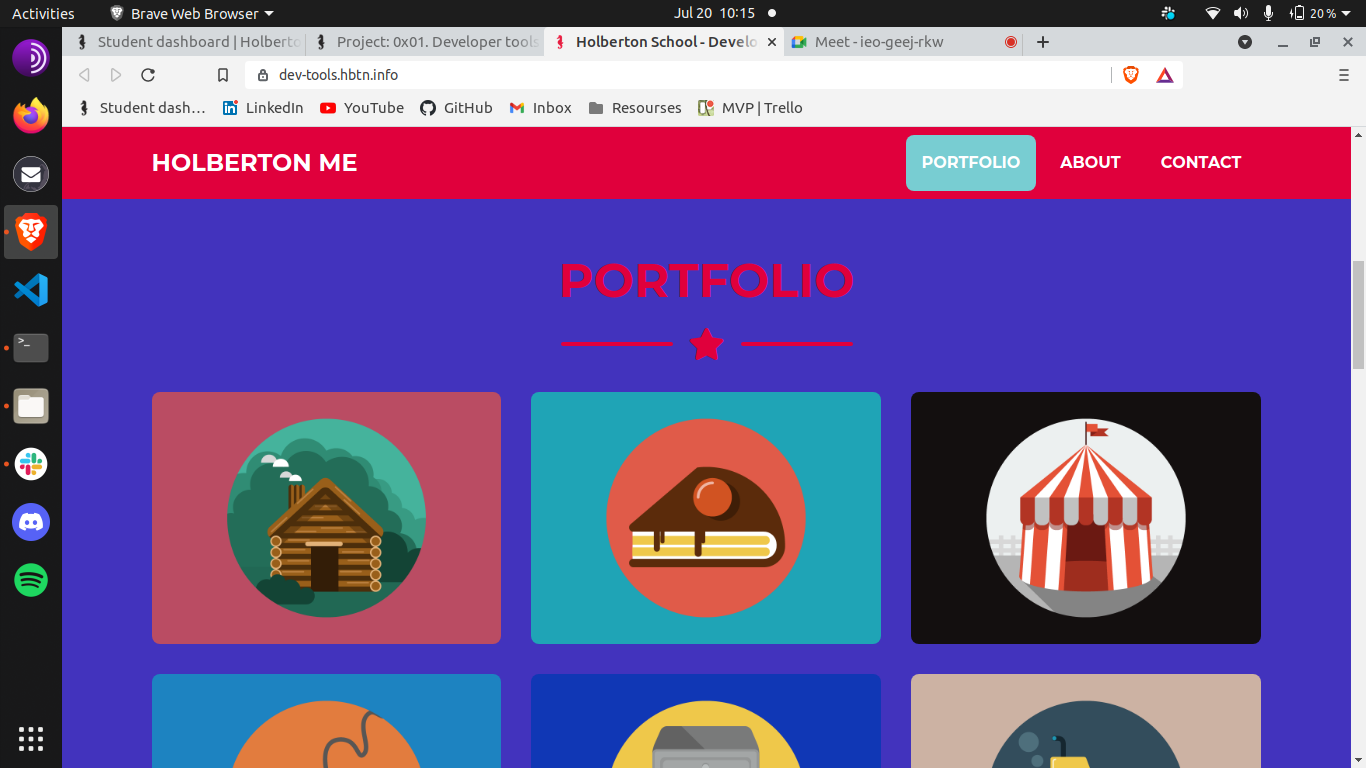 Activities Brave Web Browser Jul 20 10:15 20 %
Student dashboard | Holberto Project: 0x01. Developer tools Holberton School - Develo Meet - ieo-geej-rkw
dev-tools.hbtn.info
Student dash… LinkedIn YouTube GitHub Inbox Resourses MVP | Trello
HOLBERTON ME PORTFOLIO ABOUT CONTACT
PORTFOLIO